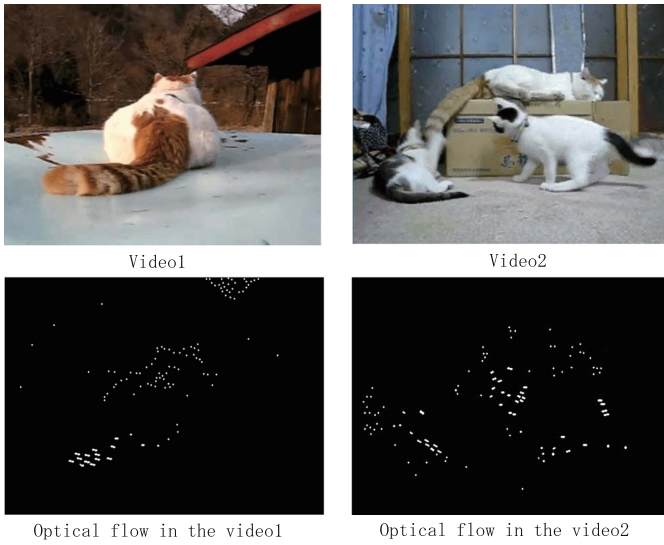 Video1
Video2
Optical flow in the video1
Optical flow in the video2